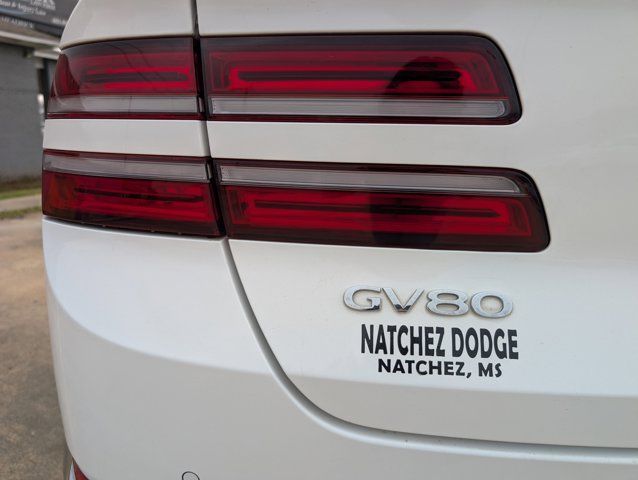 GV80
NATCHEZ DODGE
NATCHEZ, MS